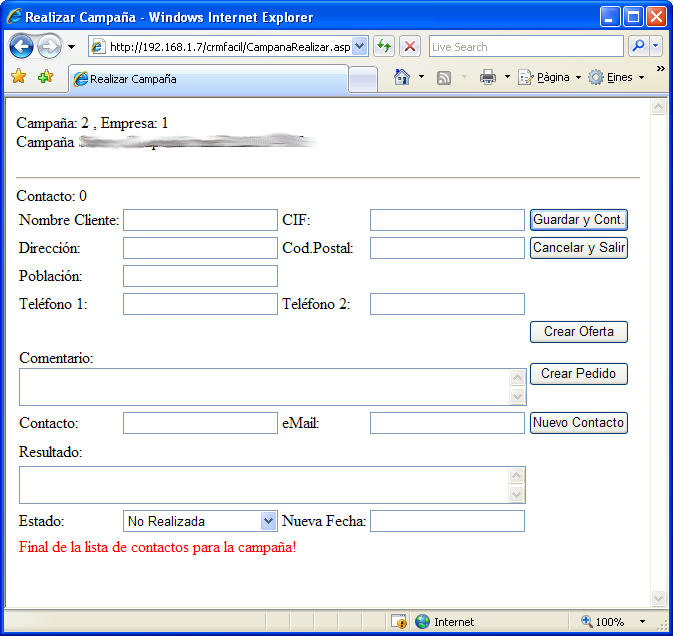 Realizar Campaña - Windows Internet Explorer
http://192.168.1.7/crmfacil/CampanaRealizar.asp
Live Search
Realizar Campaña
Pàgina
Eines
Campaña: 2 , Empresa: 1
Campaña
Contacto: 0
Nombre Cliente: CIF: Guardar y Cont.
Dirección: Cod.Postal: Cancelar y Salir
Población:
Teléfono 1: Teléfono 2:
Crear Oferta
Comentario:
Crear Pedido
Contacto: eMail: Nuevo Contacto
Resultado:
Estado: No Realizada Nueva Fecha:
Final de la lista de contactos para la campaña!
Internet 100%